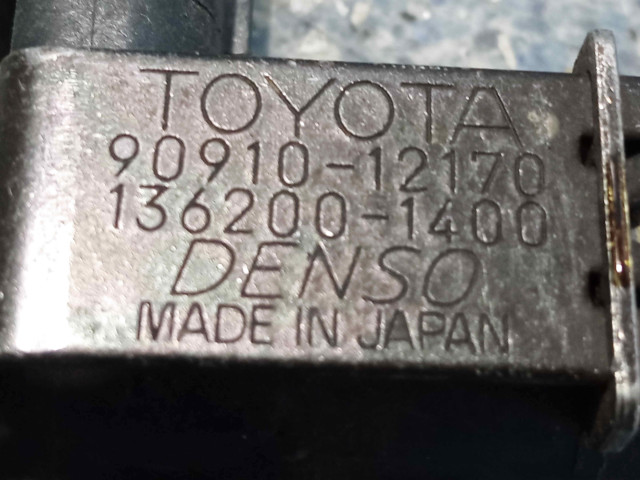 TOYOTA
90910-12170
136200-1400
DENSO
MADE IN JAPAN